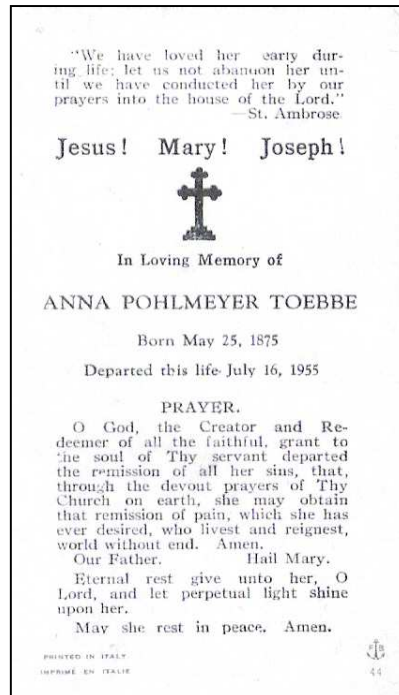 "We have loved her early dur-
ing life; let us not abandon her un-
til we have conducted her by our
prayers into the house of the Lord."
—St. Ambrose
Jesus! Mary! Joseph!
In Loving Memory of
ANNA POHLMEYER TOEBBE
Born May 25, 1875
Departed this life July 16, 1955
PRAYER.
O God, the Creator and Re-
deemer of all the faithful, grant to
the soul of Thy servant departed
the remission of all her sins, that,
through the devout prayers of Thy
Church on earth, she may obtain
that remission of pain, which she has
ever desired, who livest and reignest,
world without end. Amen.
Our Father. Hail Mary.
Eternal rest give unto her, O
Lord, and let perpetual light shine
upon her.
May she rest in peace. Amen.
PRINTED IN ITALY
IMPRIMÉ EN ITALIE
F B
44